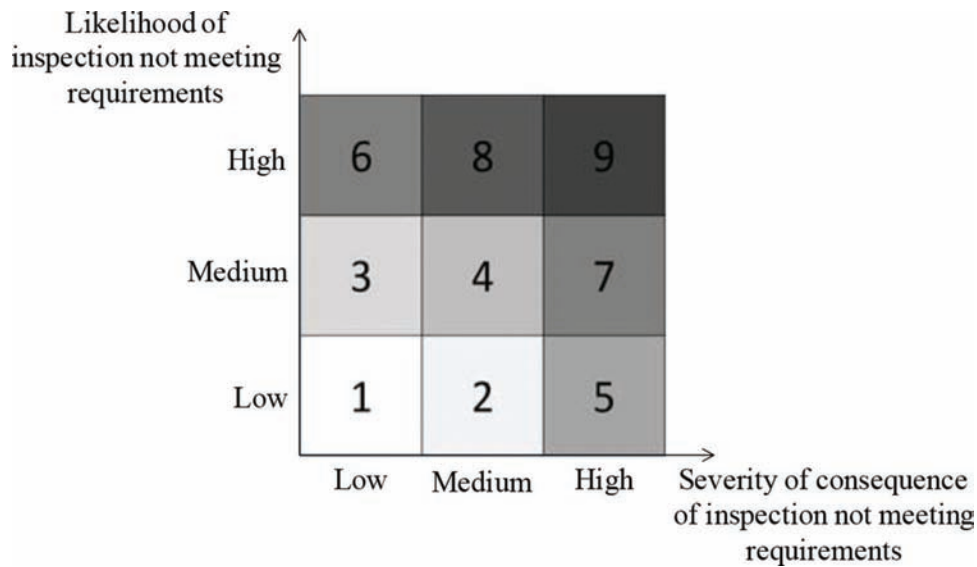 Likelihood of
inspection not meeting
requirements
High
6 8 9
Medium
3 4 7
Low
1 2 5
Low Medium High
Severity of consequence
of inspection not meeting
requirements